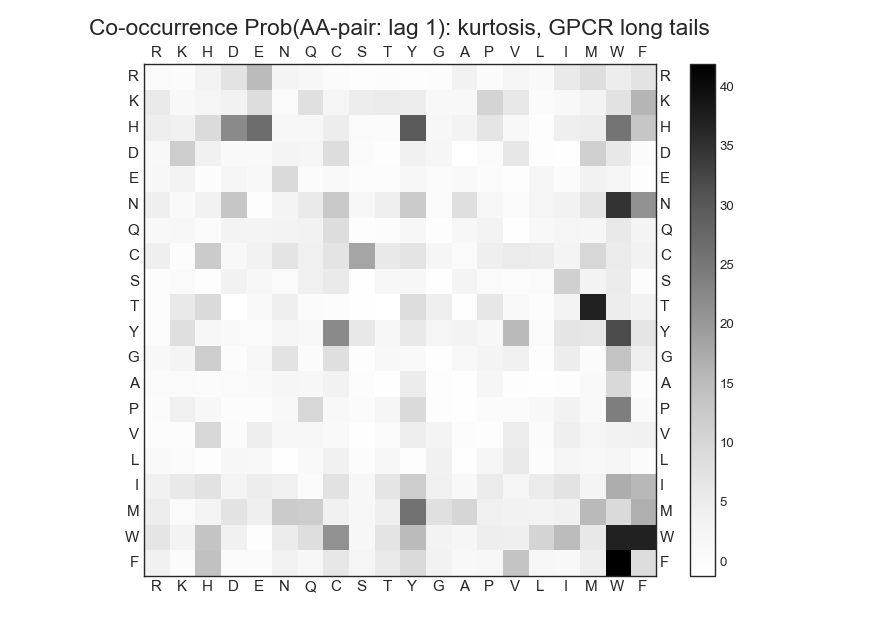 Co-occurrence Prob(AA-pair: lag 1): kurtosis, GPCR long tails
R K H D E N Q C S T Y G A P V L I M W F
R R
K K
H H
D D
E E
N N
Q Q
C C
S S
T T
Y Y
G G
A A
P P
V V
L L
I I
M M
W W
F F
R K H D E N Q C S T Y G A P V L I M W F
40
35
30
25
20
15
10
5
0